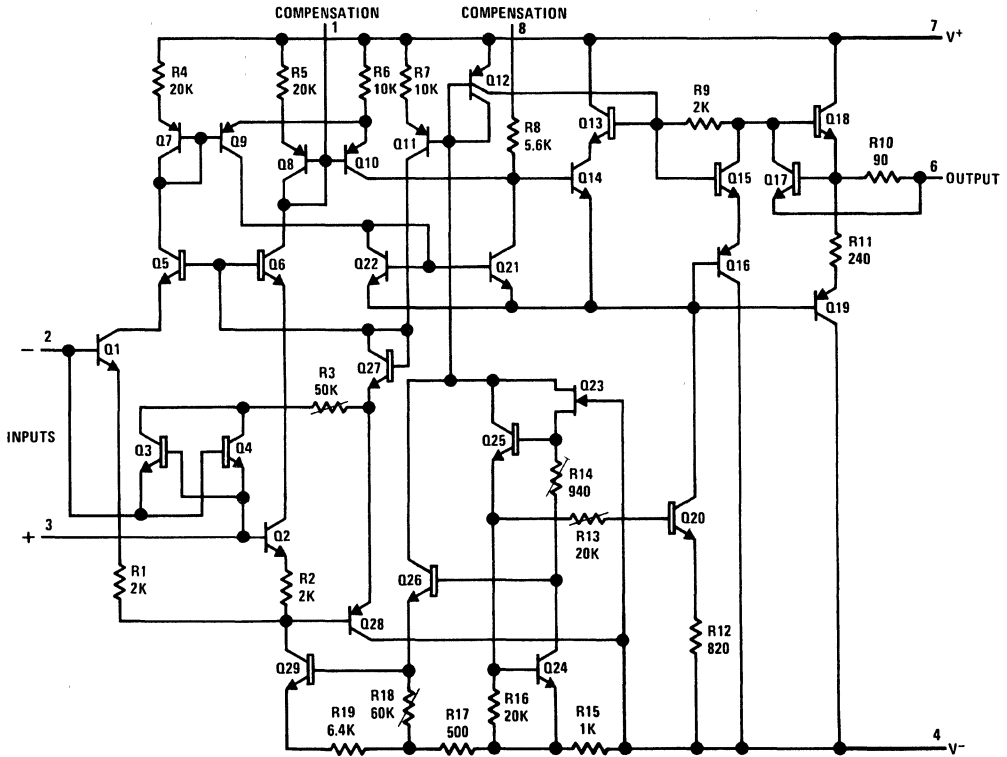 COMPENSATION
1
COMPENSATION
8
7
V+
R4
20K
R5
20K
R6
10K
R7
10K
Q12
R8
5.6K
Q13
R9
2K
Q18
Q7
Q9
Q8
Q10
Q11
Q14
Q15
Q17
R10
90
6
OUTPUT
Q5
Q6
Q22
Q21
Q16
R11
240
Q19
2
−
Q1
R3
50K
Q27
Q23
INPUTS
Q3
Q4
Q25
R14
940
3
+
Q2
R13
20K
Q20
R1
2K
R2
2K
Q26
Q28
R12
820
Q29
R18
60K
R16
20K
Q24
R19
6.4K
R17
500
R15
1K
4
V−